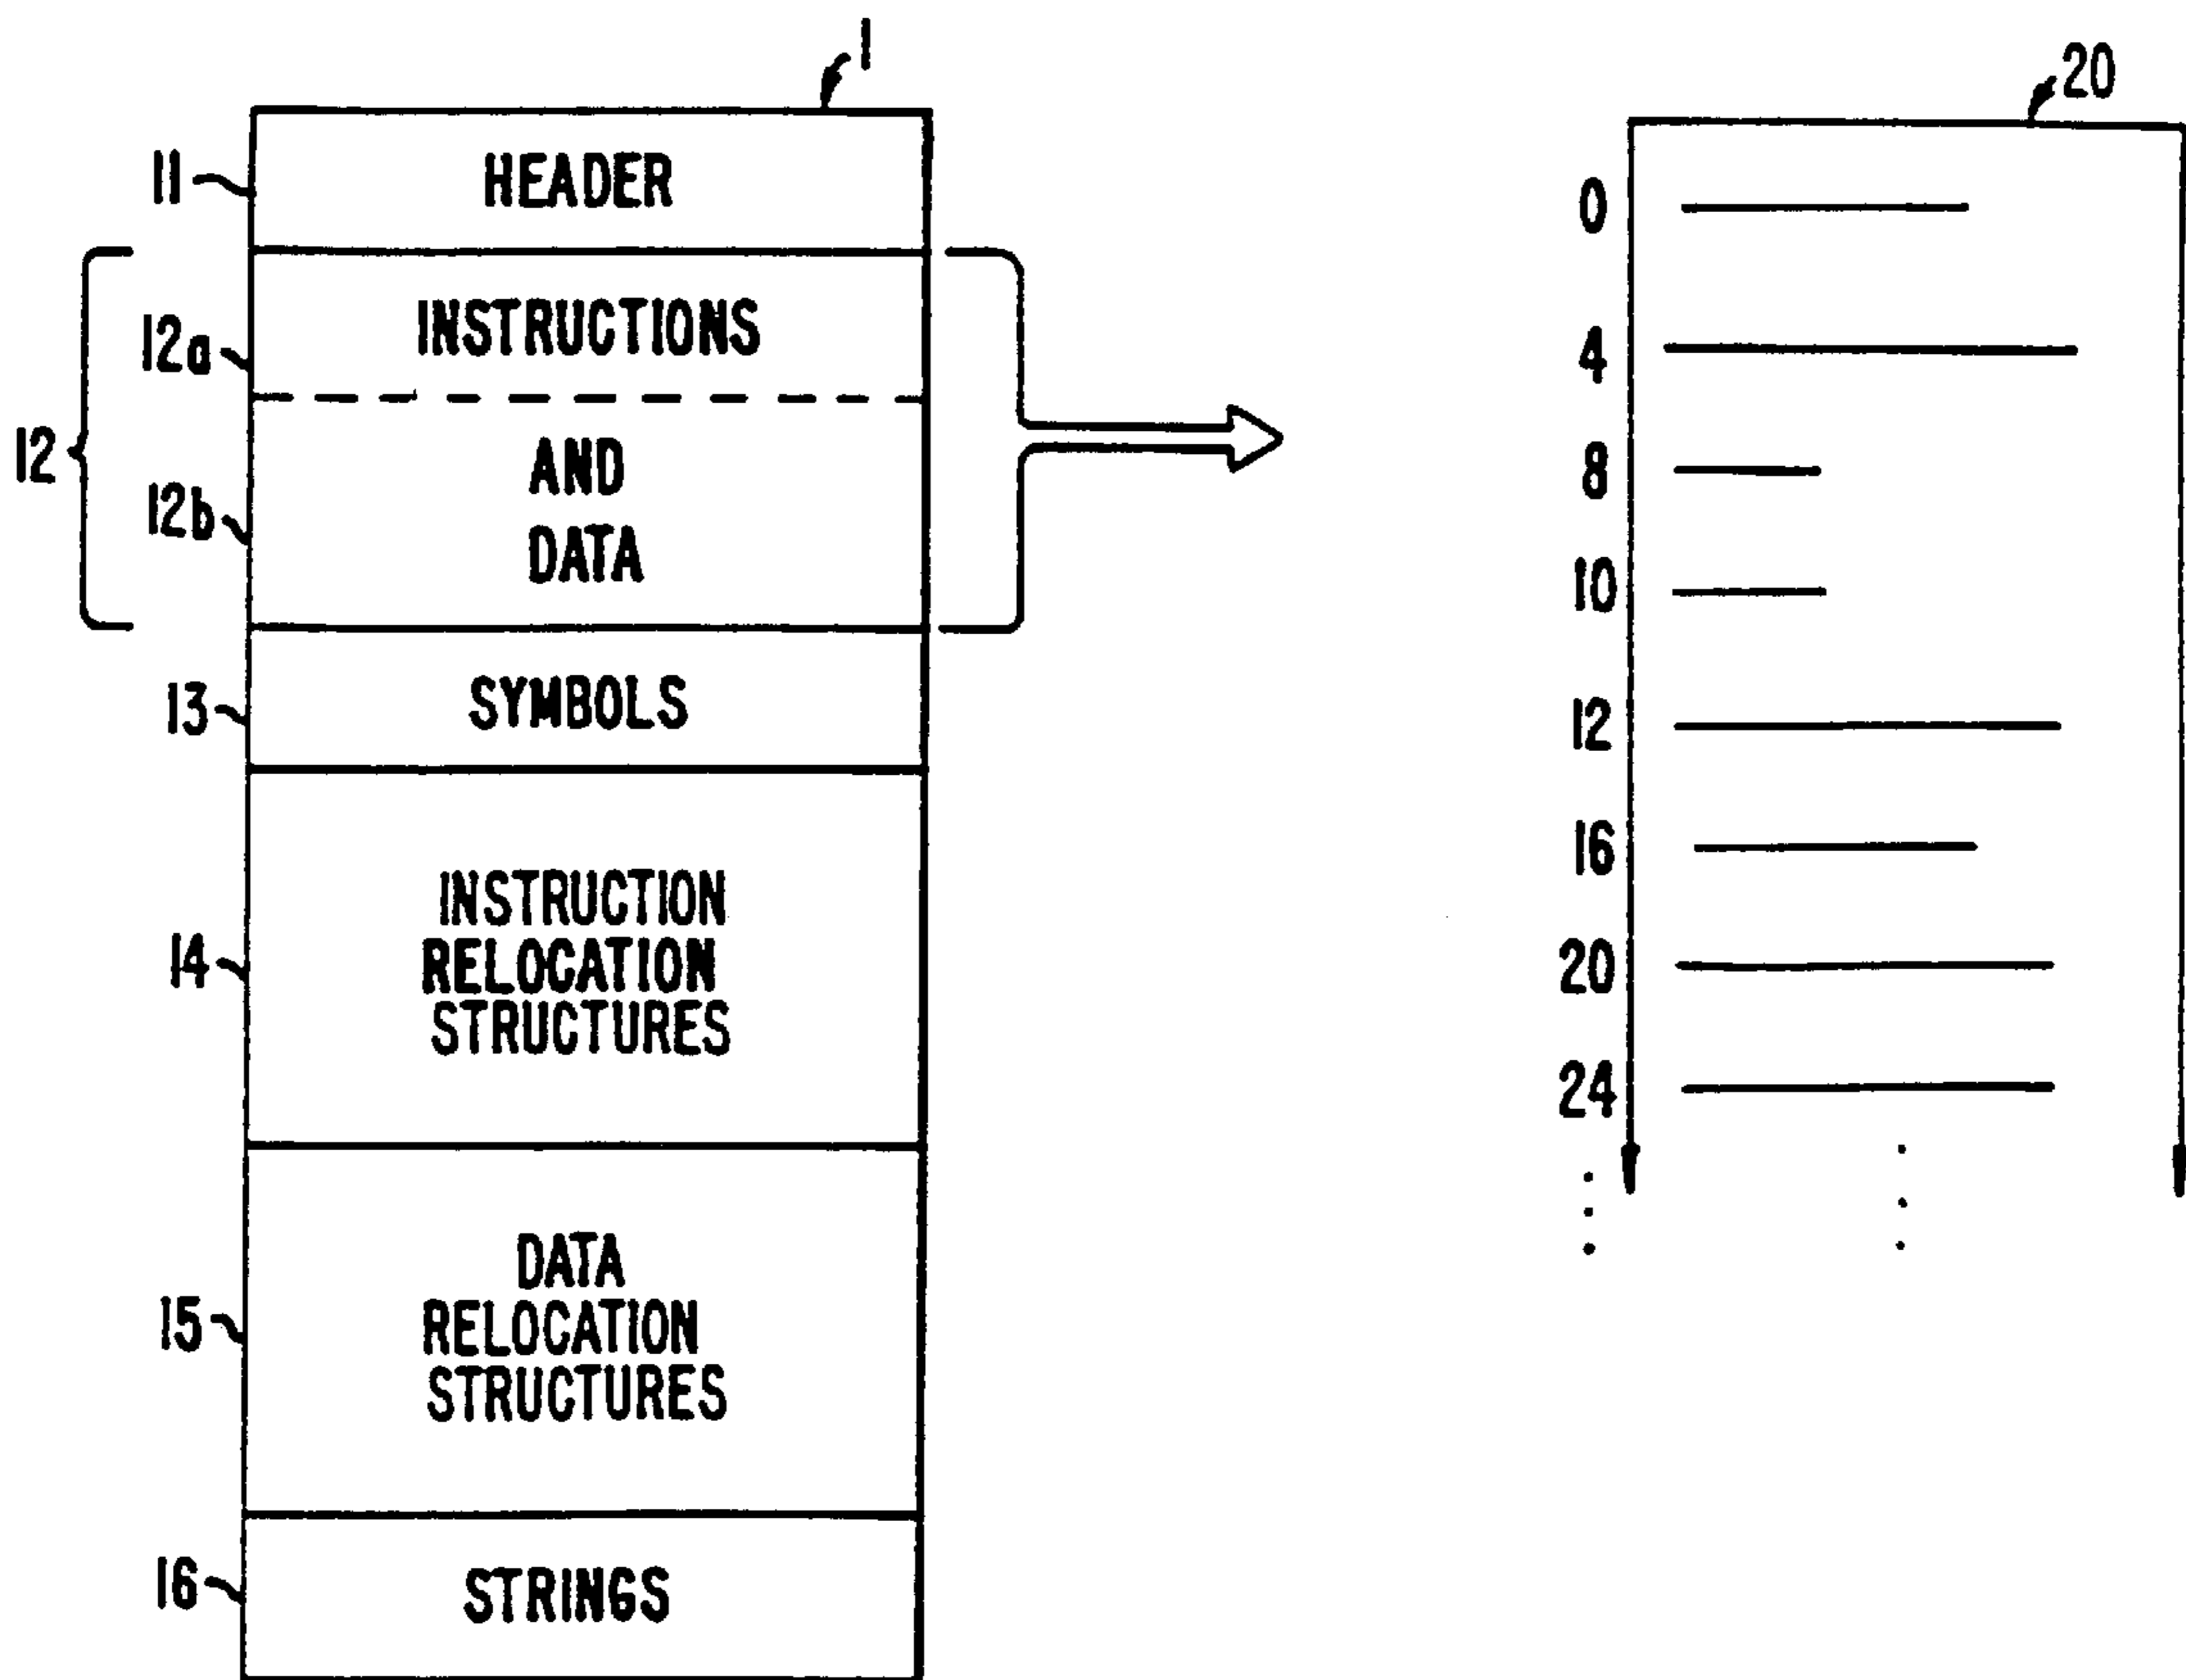 1
11 HEADER
12
12a INSTRUCTIONS
12b AND
DATA
13 SYMBOLS
14 INSTRUCTION
RELOCATION
STRUCTURES
15 DATA
RELOCATION
STRUCTURES
16 STRINGS
20
0
4
8
10
12
16
20
24